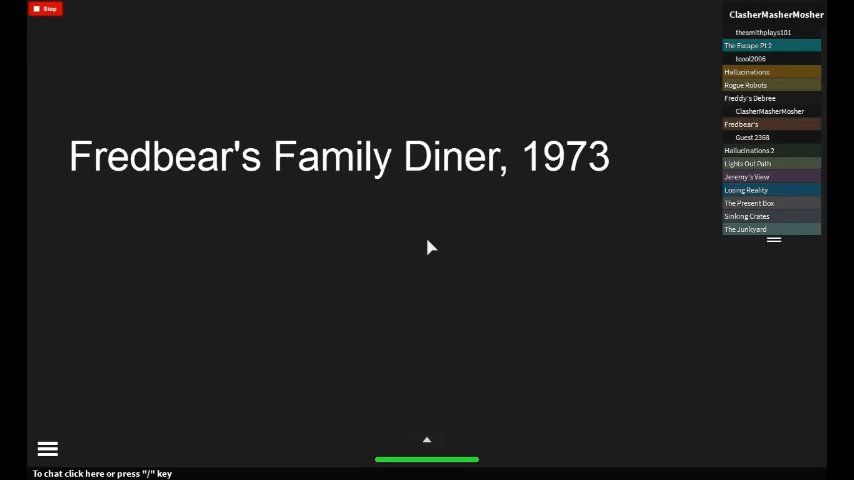 Stop
ClasherMasherMosher
thesmithplays101
The Escape Pt 2
tcool2006
Hallucinations
Rogue Robots
Freddy's Debree
ClasherMasherMosher
Fredbear's
Guest 2368
Hallucinations 2
Lights Out Path
Jeremy's View
Losing Reality
The Present Box
Sinking Crates
The Junkyard
Fredbear's Family Diner, 1973
To chat click here or press "/" key